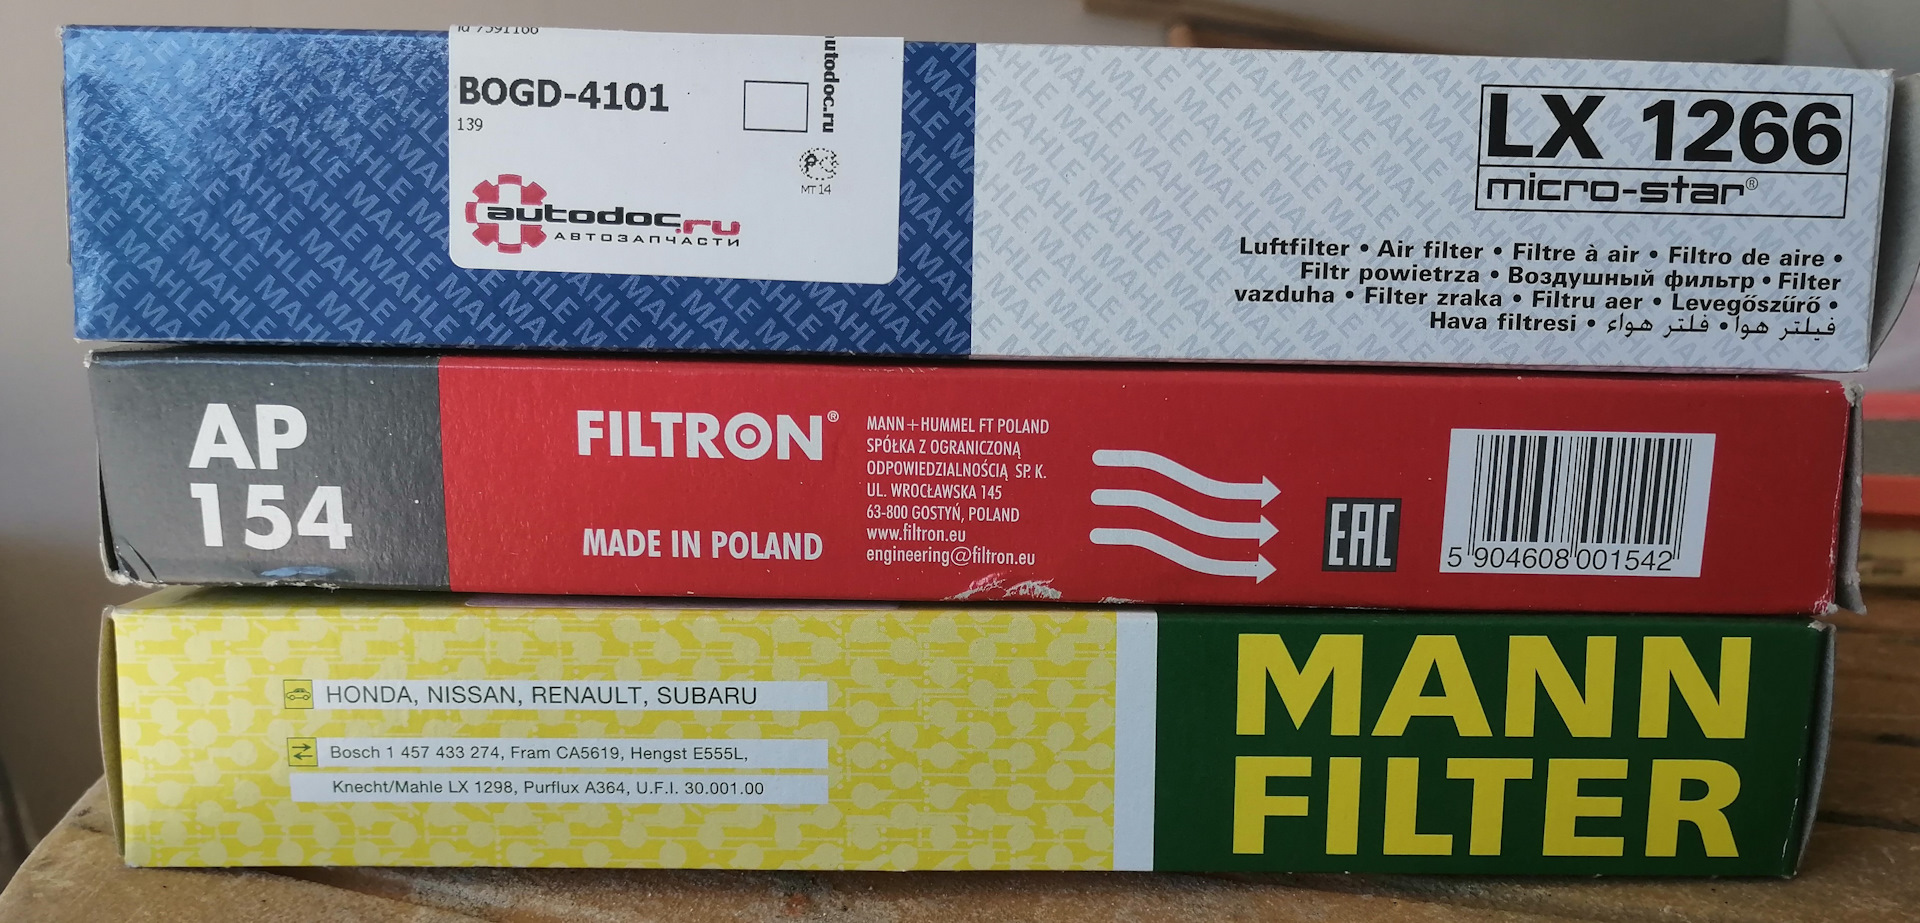 BOGD-4101
139
autodoc.ru
АВТОЗАПЧАСТИ
MT 14
LX 1266
micro-star®
Luftfilter • Air filter • Filtre à air • Filtro de aire •
Filtr powietrza • Воздушный фильтр • Filter
vazduha • Filter zraka • Filtru aer • Levegőszűrő •
Hava filtresi • فيلتر هوا • فلتر هواء
AP
154
FILTRON®
MADE IN POLAND
MANN+HUMMEL FT POLAND
SPÓŁKA Z OGRANICZONĄ
ODPOWIEDZIALNOŚCIĄ SP. K.
UL. WROCŁAWSKA 145
63-800 GOSTYŃ, POLAND
www.filtron.eu
engineering@filtron.eu
EAC
5 904608 001542
HONDA, NISSAN, RENAULT, SUBARU
Bosch 1 457 433 274, Fram CA5619, Hengst E555L,
Knecht/Mahle LX 1298, Purflux A364, U.F.I. 30.001.00
MANN
FILTER